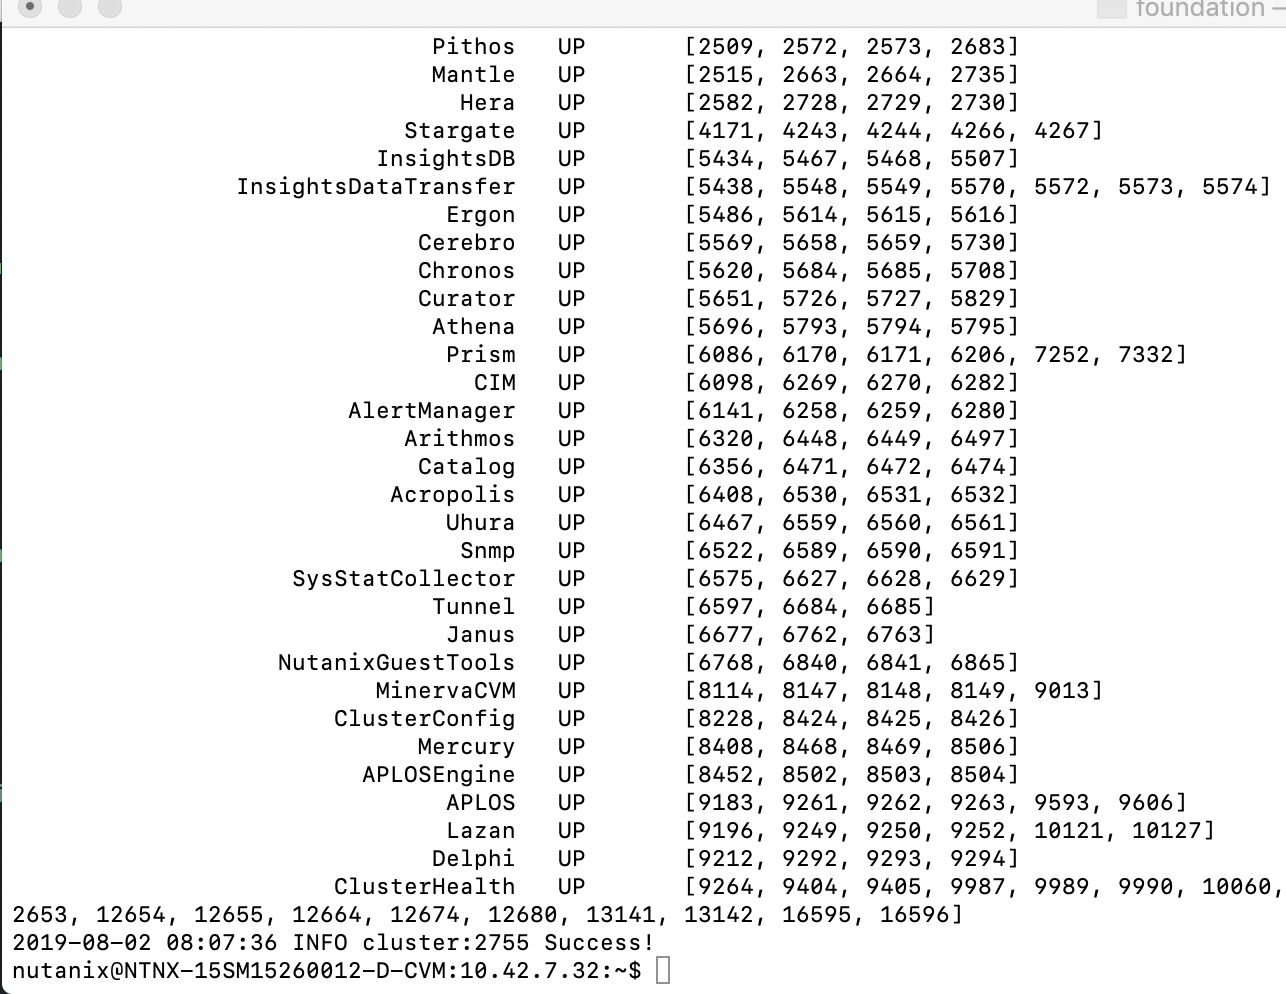 foundation —
Pithos UP [2509, 2572, 2573, 2683]
Mantle UP [2515, 2663, 2664, 2735]
Hera UP [2582, 2728, 2729, 2730]
Stargate UP [4171, 4243, 4244, 4266, 4267]
InsightsDB UP [5434, 5467, 5468, 5507]
InsightsDataTransfer UP [5438, 5548, 5549, 5570, 5572, 5573, 5574]
Ergon UP [5486, 5614, 5615, 5616]
Cerebro UP [5569, 5658, 5659, 5730]
Chronos UP [5620, 5684, 5685, 5708]
Curator UP [5651, 5726, 5727, 5829]
Athena UP [5696, 5793, 5794, 5795]
Prism UP [6086, 6170, 6171, 6206, 7252, 7332]
CIM UP [6098, 6269, 6270, 6282]
AlertManager UP [6141, 6258, 6259, 6280]
Arithmos UP [6320, 6448, 6449, 6497]
Catalog UP [6356, 6471, 6472, 6474]
Acropolis UP [6408, 6530, 6531, 6532]
Uhura UP [6467, 6559, 6560, 6561]
Snmp UP [6522, 6589, 6590, 6591]
SysStatCollector UP [6575, 6627, 6628, 6629]
Tunnel UP [6597, 6684, 6685]
Janus UP [6677, 6762, 6763]
NutanixGuestTools UP [6768, 6840, 6841, 6865]
MinervaCVM UP [8114, 8147, 8148, 8149, 9013]
ClusterConfig UP [8228, 8424, 8425, 8426]
Mercury UP [8408, 8468, 8469, 8506]
APLOSEngine UP [8452, 8502, 8503, 8504]
APLOS UP [9183, 9261, 9262, 9263, 9593, 9606]
Lazan UP [9196, 9249, 9250, 9252, 10121, 10127]
Delphi UP [9212, 9292, 9293, 9294]
ClusterHealth UP [9264, 9404, 9405, 9987, 9989, 9990, 10060,
2653, 12654, 12655, 12664, 12674, 12680, 13141, 13142, 16595, 16596]
2019-08-02 08:07:36 INFO cluster:2755 Success!
nutanix@NTNX-15SM15260012-D-CVM:10.42.7.32:~$